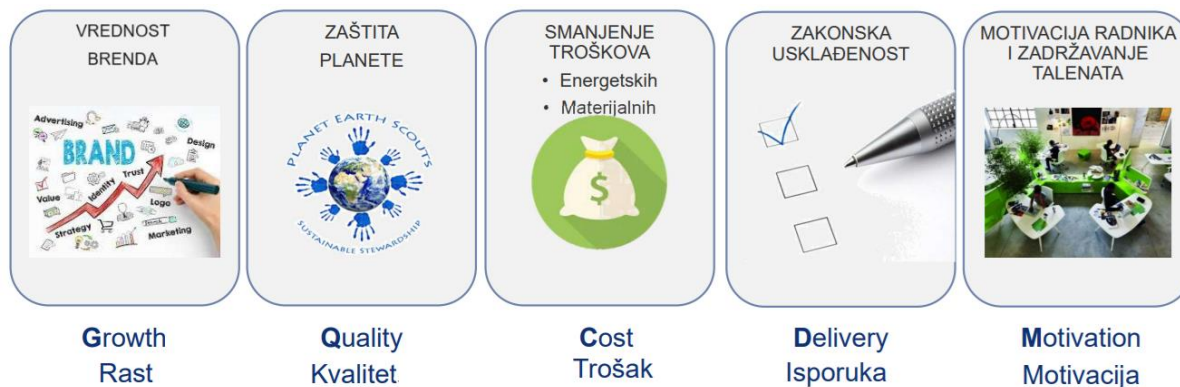 VREDNOST
BRENDA
Advertising
BRAND
Design
Value
Identity
Trust
Logo
Strategy
Marketing
ZAŠTITA
PLANETE
PLANET EARTH SCOUTS
SUSTAINABLE STEWARDSHIP
SMANJENJE
TROŠKOVA
• Energetskih
• Materijalnih
$
ZAKONSKA
USKLAĐENOST
MOTIVACIJA RADNIKA
I ZADRŽAVANJE
TALENATA
Growth
Rast
Quality
Kvalitet
Cost
Trošak
Delivery
Isporuka
Motivation
Motivacija